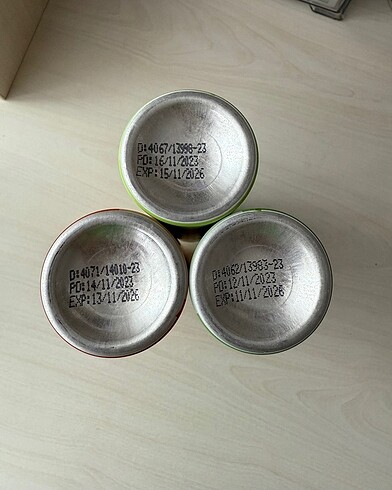 D:4067/13998-23
PD:16/11/2023
EXP:15/11/2026
D:4071/14010-23
PD:14/11/2023
EXP:13/11/2026
D:4062/13983-23
PD:12/11/2023
EXP:11/11/2026